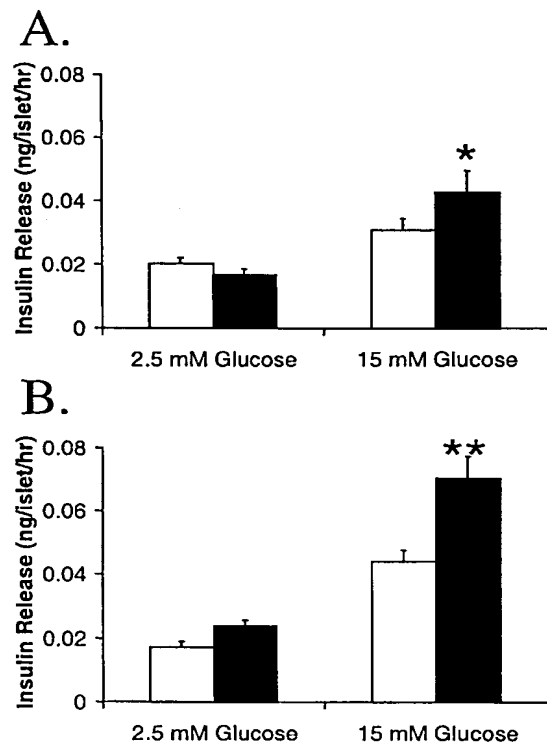 A.
Insulin Release (ng/islet/hr)
0.08
0.06
0.04
0.02
0
*
2.5 mM Glucose
15 mM Glucose
B.
Insulin Release (ng/islet/hr)
0.08
0.06
0.04
0.02
0
**
2.5 mM Glucose
15 mM Glucose